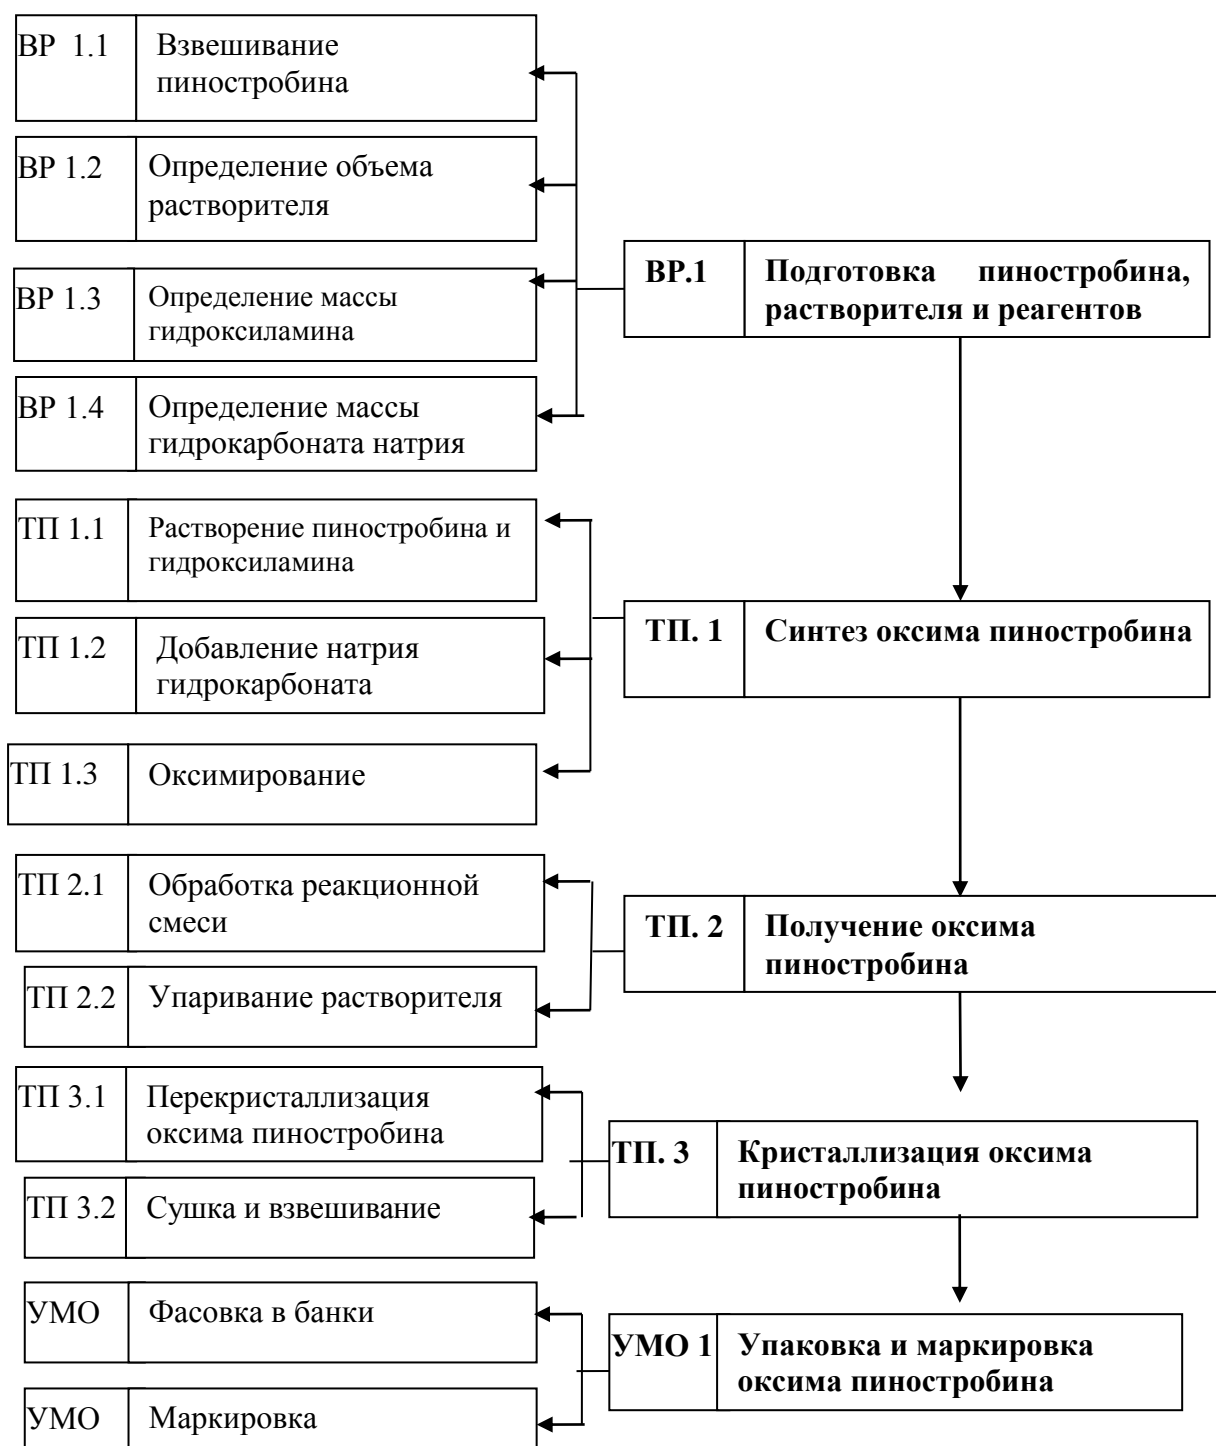 ВР 1.1 Взвешивание
пиностробина
ВР 1.2 Определение объема
растворителя
ВР.1 Подготовка пиностробина,
растворителя и реагентов
ВР 1.3 Определение массы
гидроксиламина
ВР 1.4 Определение массы
гидрокарбоната натрия
ТП 1.1 Растворение пиностробина и
гидроксиламина
ТП. 1 Синтез оксима пиностробина
ТП 1.2 Добавление натрия
гидрокарбоната
ТП 1.3 Оксимирование
ТП 2.1 Обработка реакционной
смеси
ТП. 2 Получение оксима
пиностробина
ТП 2.2 Упаривание растворителя
ТП 3.1 Перекристаллизация
оксима пиностробина
ТП. 3 Кристаллизация оксима
пиностробина
ТП 3.2 Сушка и взвешивание
УМО Фасовка в банки
УМО 1 Упаковка и маркировка
оксима пиностробина
УМО Маркировка